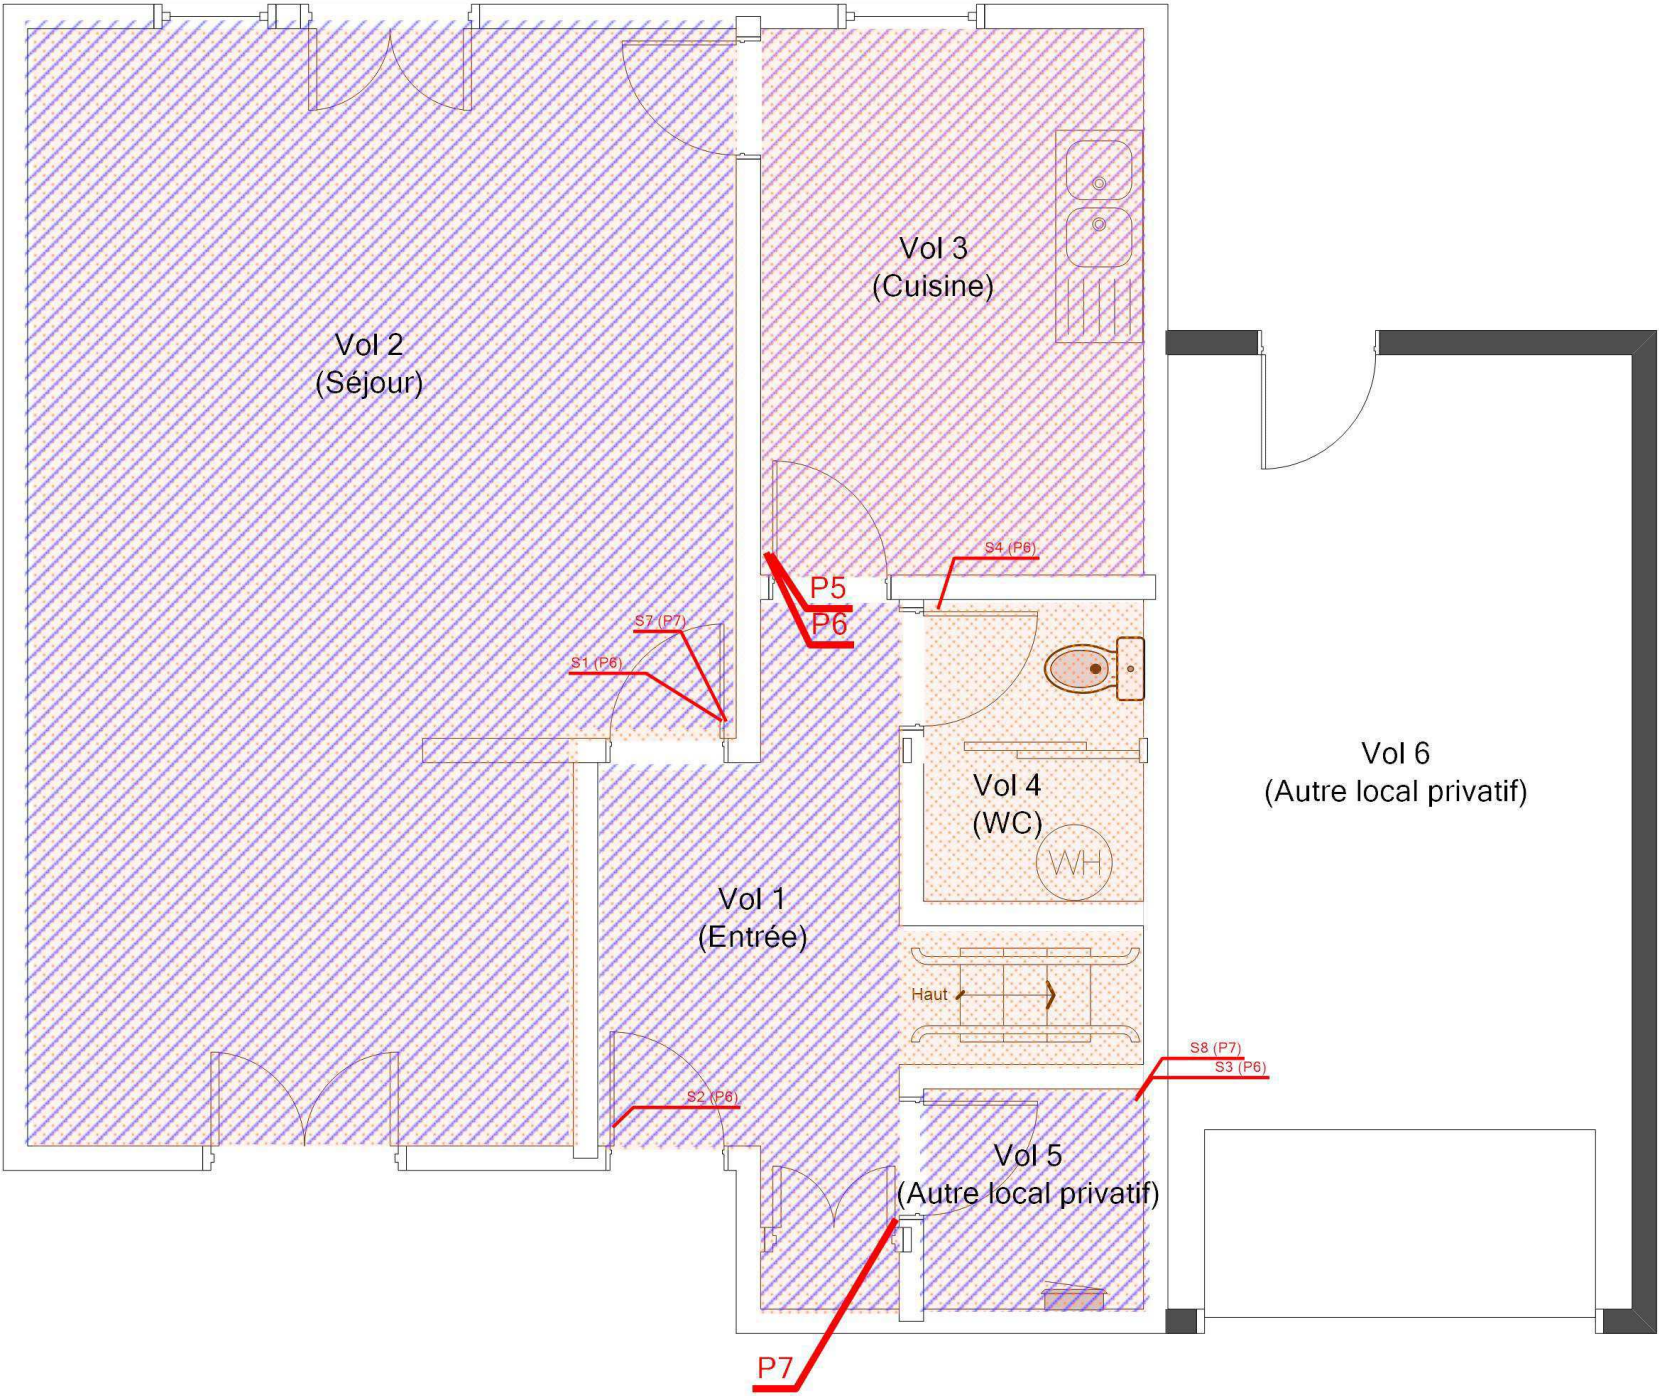 Vol 3
(Cuisine)
Vol 2
(Séjour)
S4 (P6)
P5
P6
S7 (P7)
S1 (P6)
Vol 6
(Autre local privatif)
Vol 4
(WC)
WH
Vol 1
(Entrée)
Haut
S8 (P7)
S3 (P6)
S2 (P6)
Vol 5
(Autre local privatif)
P7